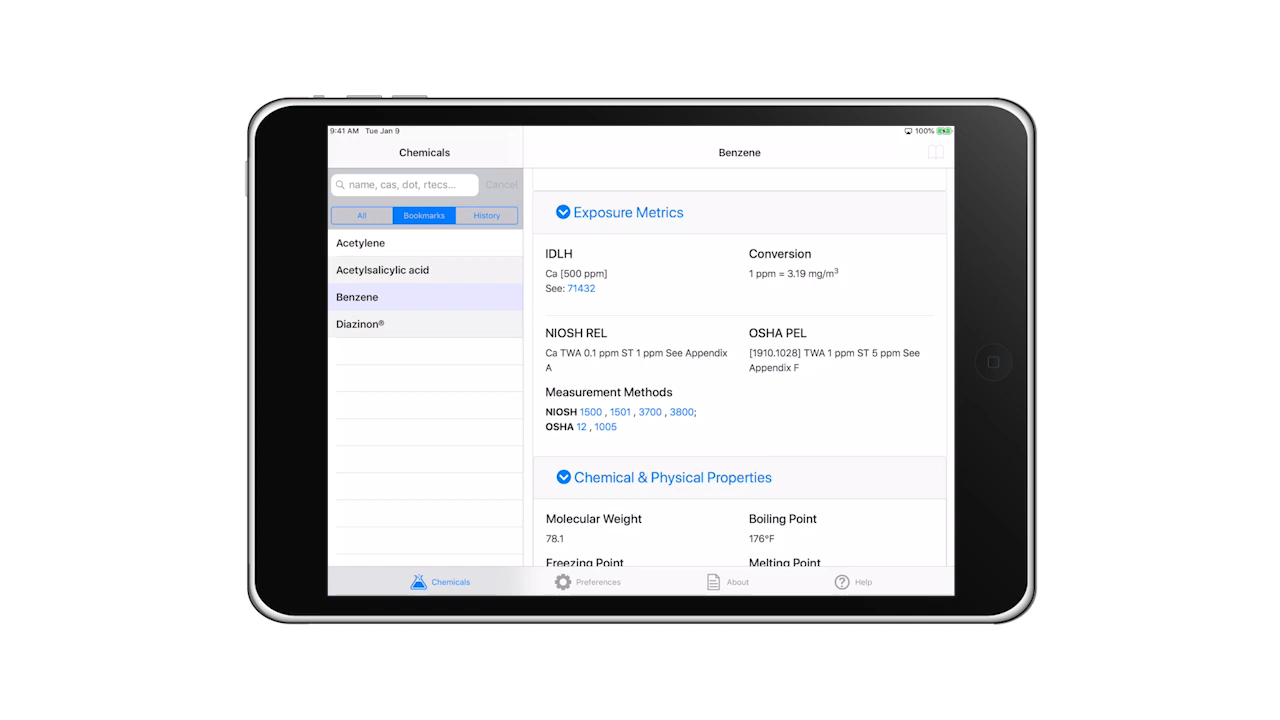 9:41 AM Tue Jan 9
100%
Chemicals
Benzene
name, cas, dot, rtecs...
Cancel
All
Bookmarks
History
Acetylene
Acetylsalicylic acid
Benzene
Diazinon®
Exposure Metrics
IDLH
Ca [500 ppm]
See: 71432
Conversion
1 ppm = 3.19 mg/m³
NIOSH REL
Ca TWA 0.1 ppm ST 1 ppm See Appendix
A
OSHA PEL
[1910.1028] TWA 1 ppm ST 5 ppm See
Appendix F
Measurement Methods
NIOSH 1500 , 1501 , 3700 , 3800;
OSHA 12 , 1005
Chemical & Physical Properties
Molecular Weight
78.1
Boiling Point
176°F
Freezing Point
Melting Point
Chemicals
Preferences
About
Help